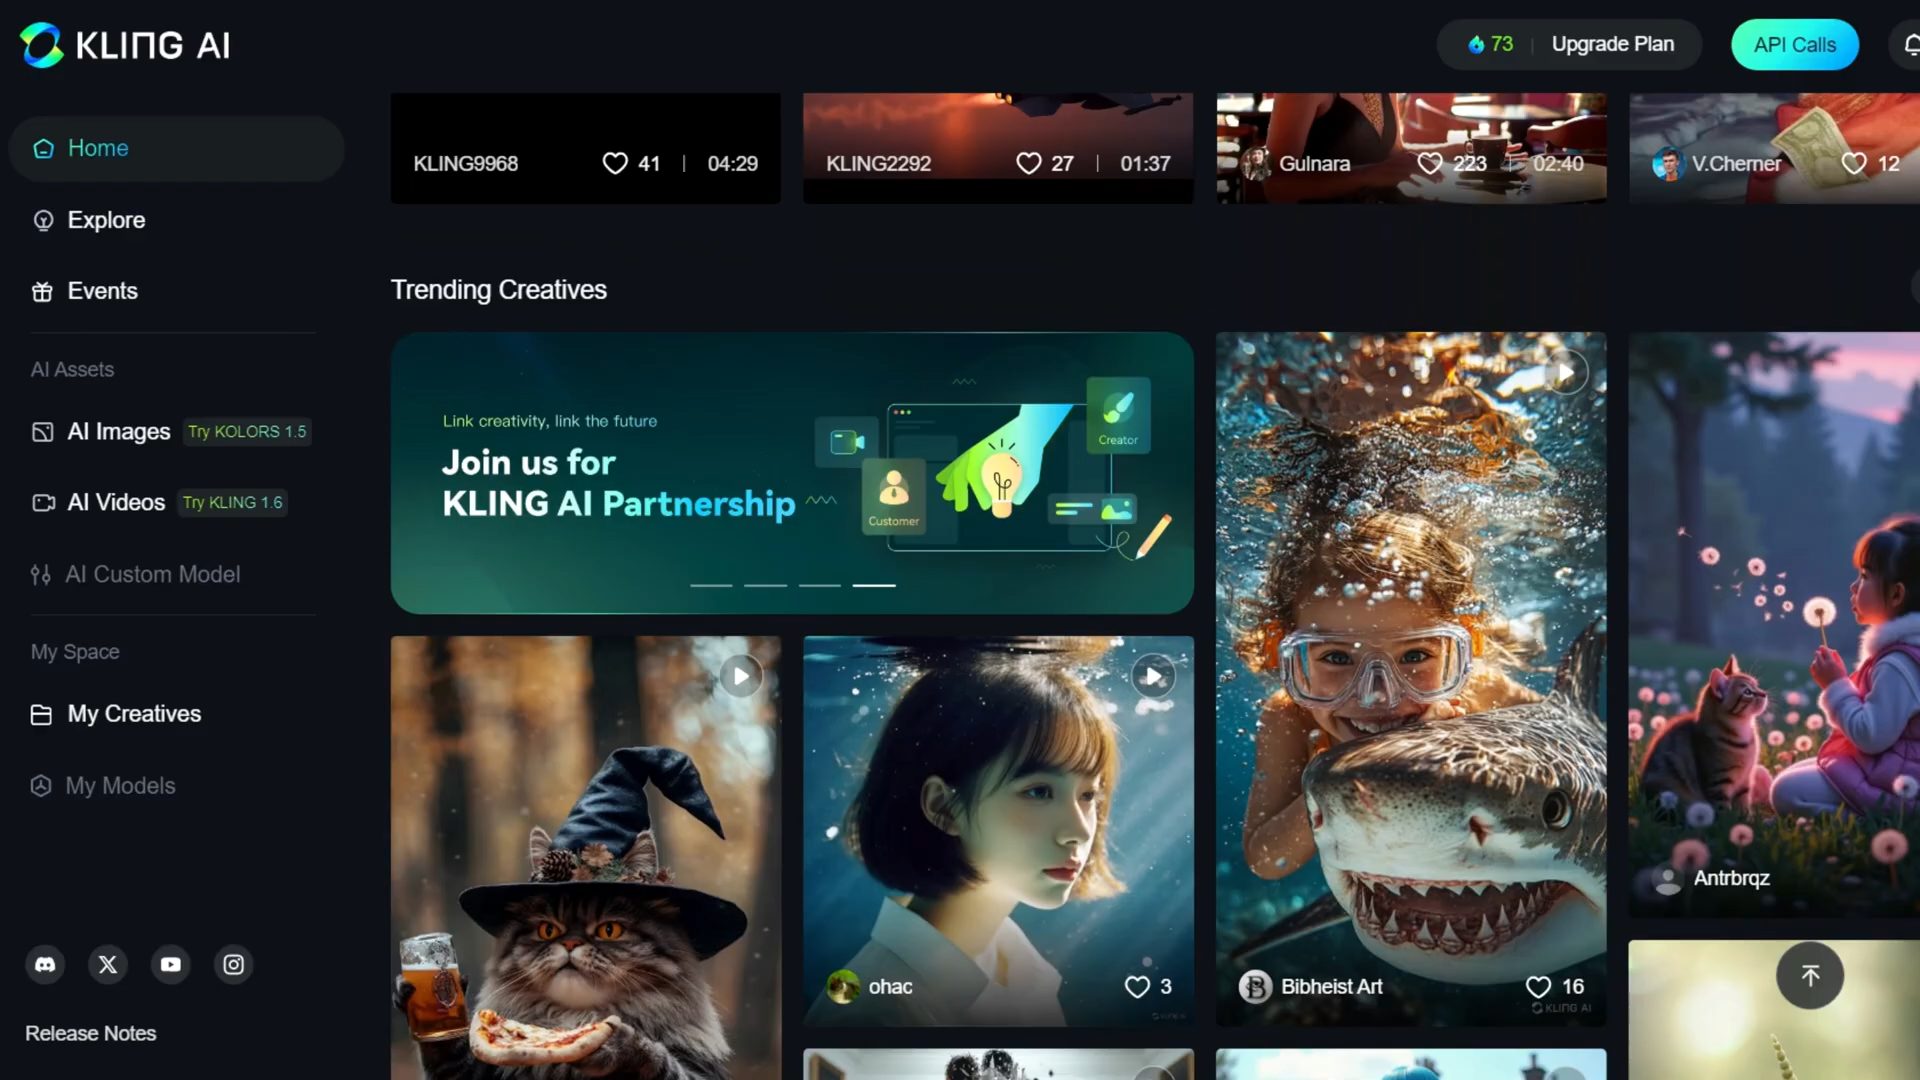 KLING AI
73
Upgrade Plan
API Calls
Home
Explore
Events
AI Assets
AI Images
Try KOLORS 1.5
AI Videos
Try KLING 1.6
AI Custom Model
My Space
My Creatives
My Models
Release Notes
KLING9968
41
04:29
KLING2292
27
01:37
Gulnara
223
02:40
V.Cherner
12
Trending Creatives
Link creativity, link the future
Join us for
KLING AI Partnership
Customer
Creator
ohac
3
Bibheist Art
16
KLING AI
Antrbrqz